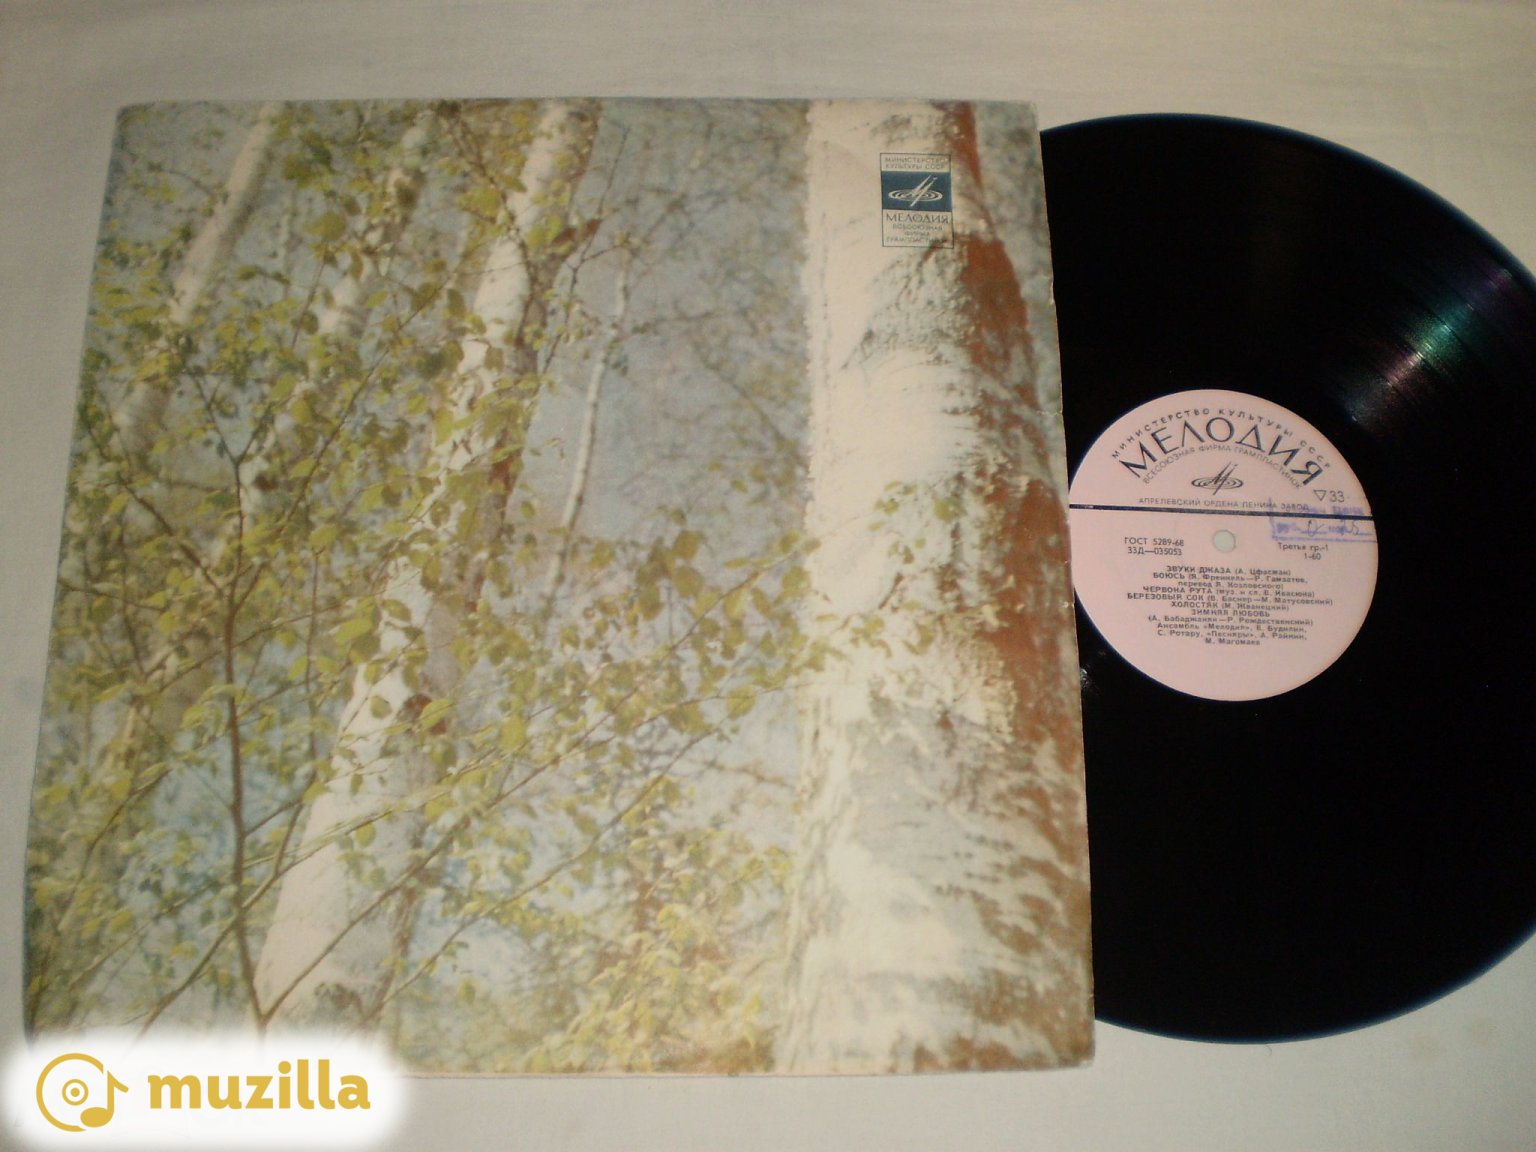 МИНИСТЕРСТВО
КУЛЬТУРЫ СССР
МЕЛОДИЯ
ВСЕСОЮЗНАЯ
ФИРМА
ГРАМПЛАСТИНОК
МИНИСТЕРСТВО КУЛЬТУРЫ СССР
МЕЛОДИЯ
ВСЕСОЮЗНАЯ ФИРМА ГРАМПЛАСТИНОК
33
АПРЕЛЕВСКИЙ ОРДЕНА ЛЕНИНА ЗАВОД
ГОСТ 5289-68
33Д—035053
Третья гр.-1
1-60
ЗВУКИ ДЖАЗА (А. Цфасман)
БОЮСЬ (Я. Френкель—Р. Гамзатов,
перевод Я. Козловского)
ЧЕРВОНА РУТА (муз. и сл. В. Ивасюка)
БЕРЕЗОВЫЙ СОК (В. Баснер—М. Матусовский)
ХОЛОСТЯК (М. Жванецкий)
ЗИМНЯЯ ЛЮБОВЬ
(А. Бабаджанян—Р. Рождественский)
Ансамбль «Мелодия», В. Будилин,
С. Ротару, «Песняры», А. Райкин,
М. Магомаев
muzilla